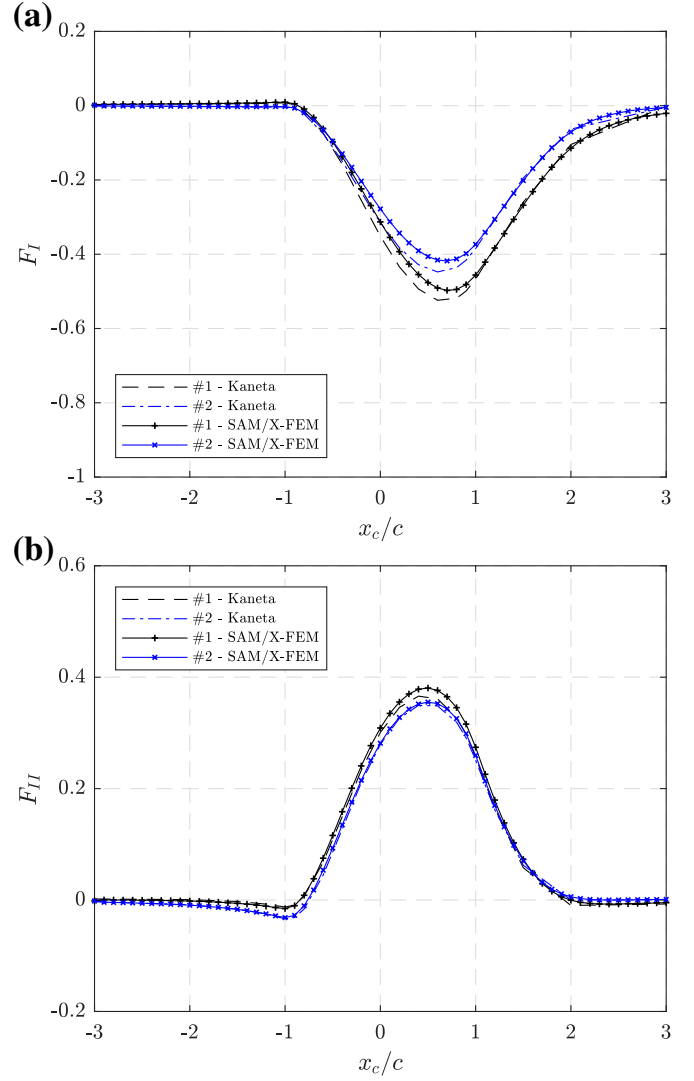 (a)
0.2
0
-0.2
-0.4
-0.6
-0.8
-1
F_I
#1 - Kaneta
#2 - Kaneta
#1 - SAM/X-FEM
#2 - SAM/X-FEM
-3 -2 -1 0 1 2 3
x_c/c
(b)
0.6
0.4
0.2
0
-0.2
F_{II}
#1 - Kaneta
#2 - Kaneta
#1 - SAM/X-FEM
#2 - SAM/X-FEM
-3 -2 -1 0 1 2 3
x_c/c